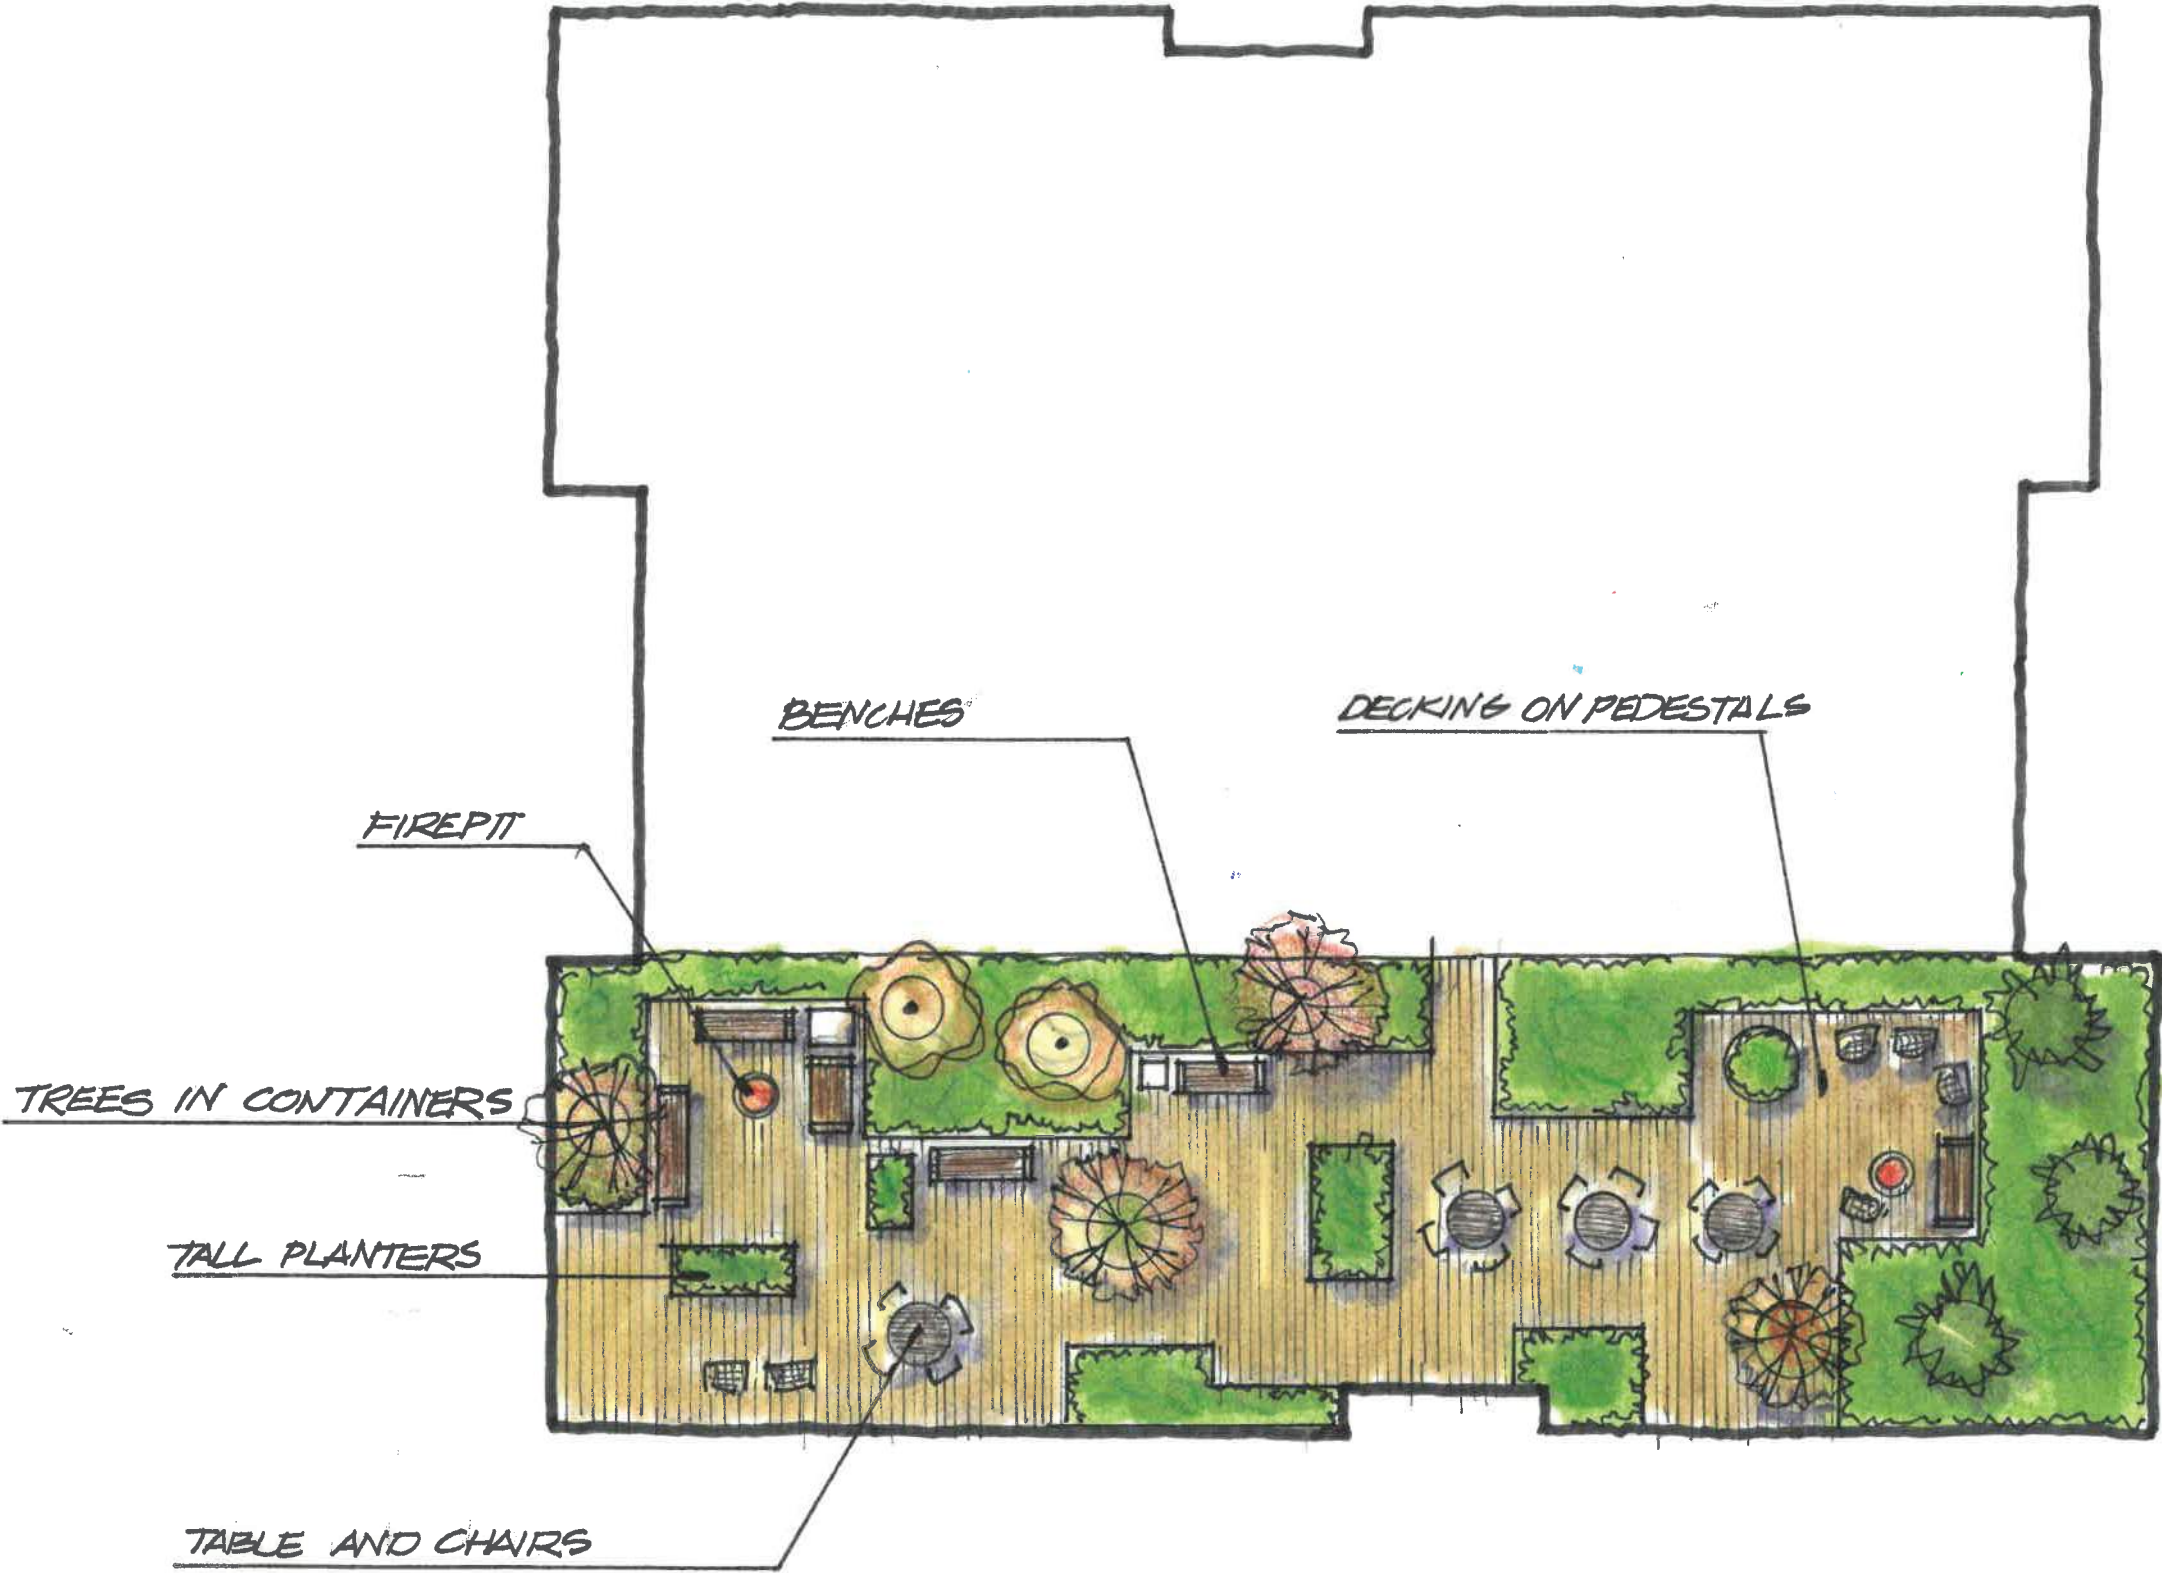 BENCHES
DECKING ON PEDESTALS
FIREPIT
TREES IN CONTAINERS
TALL PLANTERS
TABLE AND CHAIRS